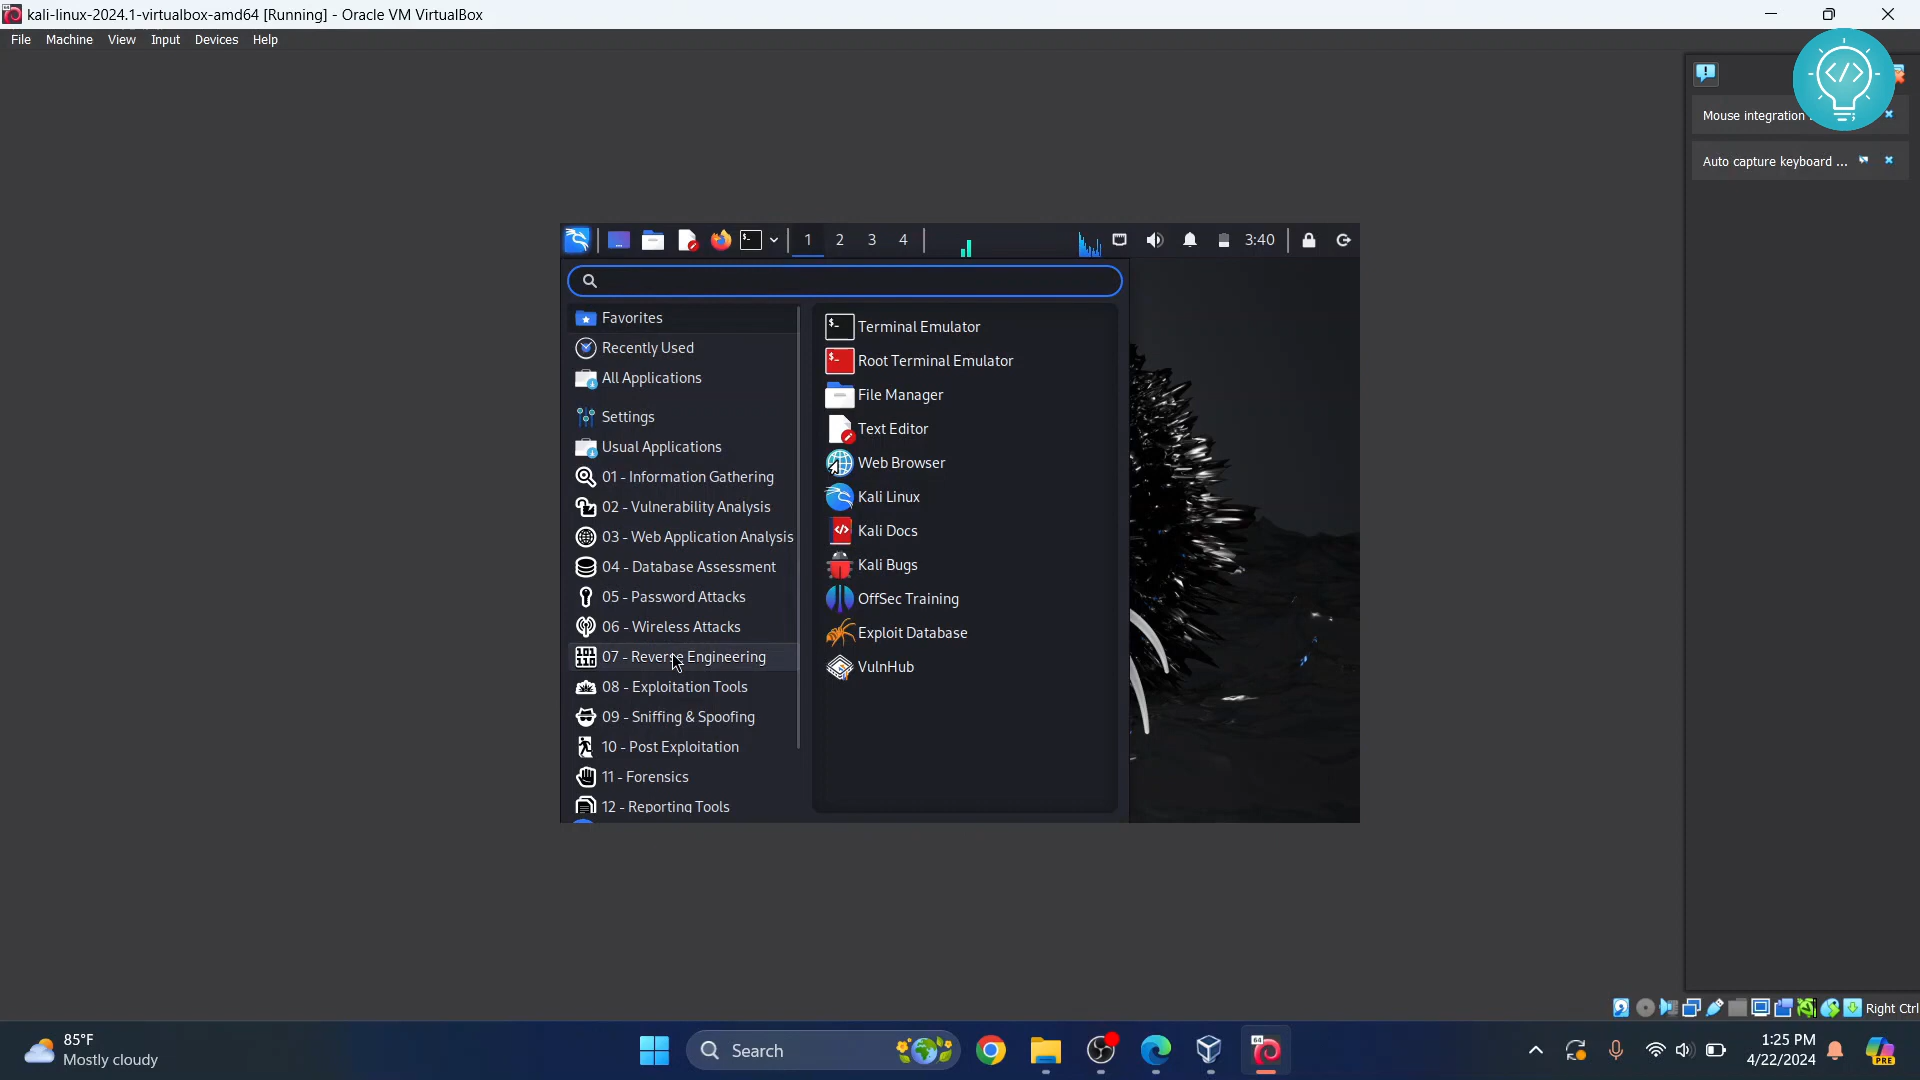 kali-linux-2024.1-virtualbox-amd64 [Running] - Oracle VM VirtualBox
File Machine View Input Devices Help
</>
Mouse integration
Auto capture keyboard ...
1 2 3 4
3:40
Favorites
Recently Used
All Applications
Settings
Usual Applications
01 - Information Gathering
02 - Vulnerability Analysis
03 - Web Application Analysis
04 - Database Assessment
05 - Password Attacks
06 - Wireless Attacks
07 - Reverse Engineering
08 - Exploitation Tools
09 - Sniffing & Spoofing
10 - Post Exploitation
11 - Forensics
12 - Reporting Tools
Terminal Emulator
Root Terminal Emulator
File Manager
Text Editor
Web Browser
Kali Linux
Kali Docs
Kali Bugs
OffSec Training
Exploit Database
VulnHub
Right Ctrl
85°F
Mostly cloudy
Search
64
1:25 PM
4/22/2024
PRE